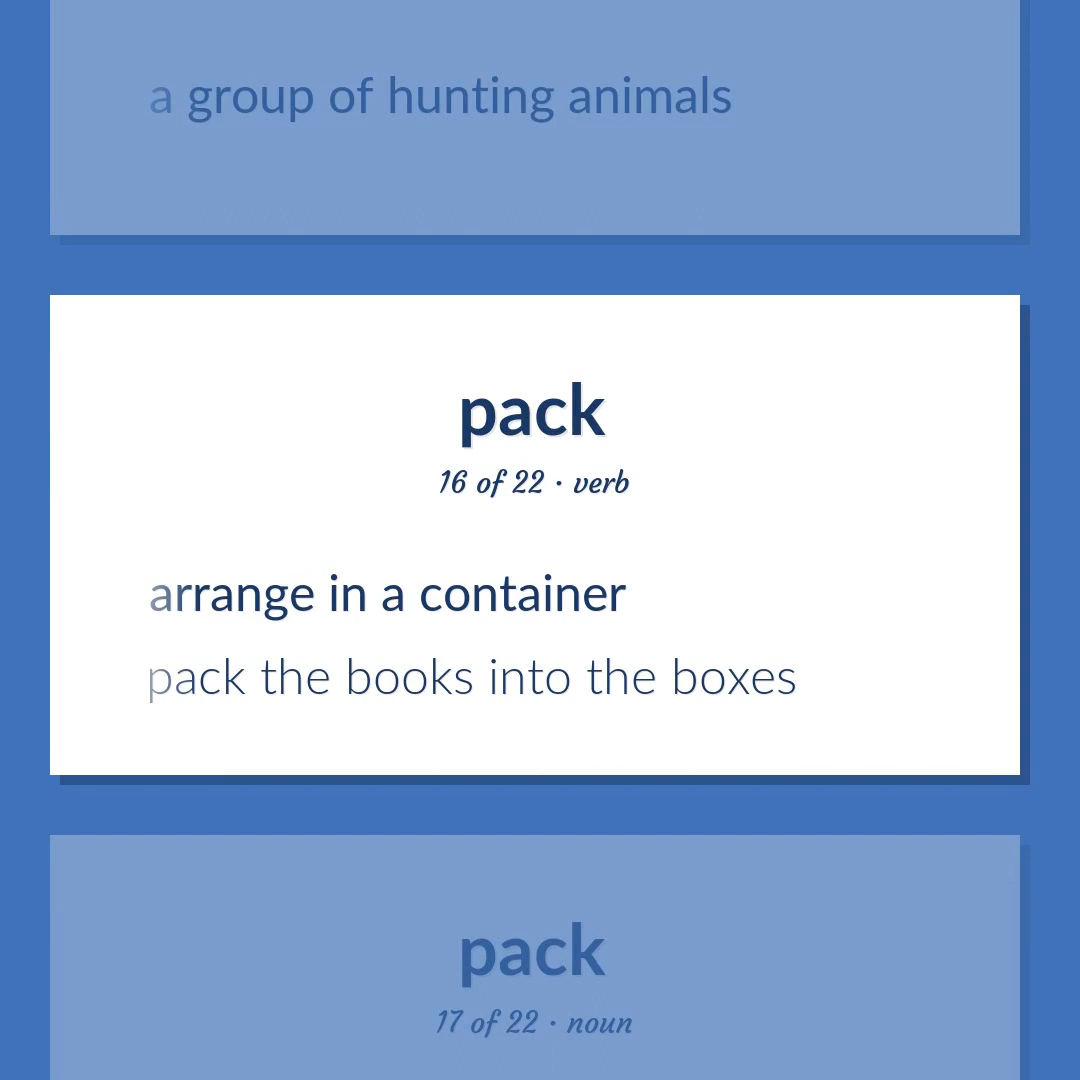 a group of hunting animals
pack
16 of 22 · verb
arrange in a container
pack the books into the boxes
pack
17 of 22 · noun